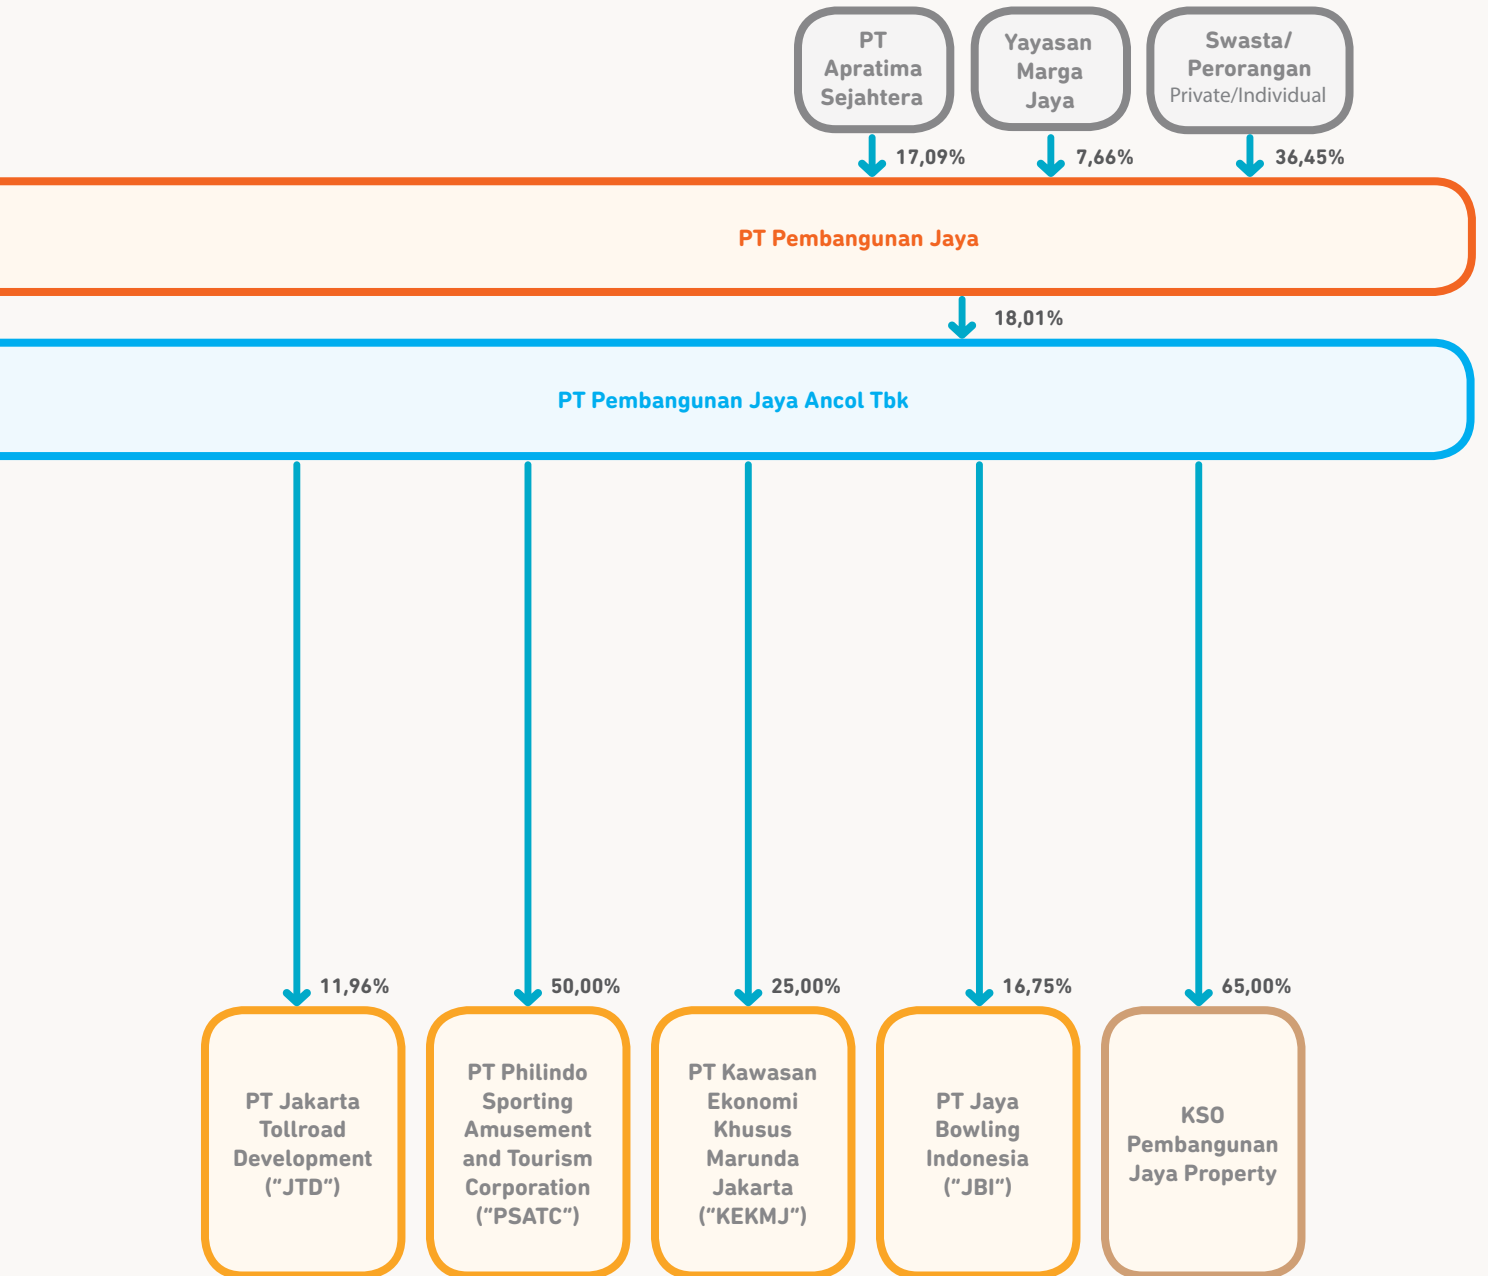 PT
Apratima
Sejahtera
Yayasan
Marga
Jaya
Swasta/
Perorangan
Private/Individual
17,09%
7,66%
36,45%
PT Pembangunan Jaya
18,01%
PT Pembangunan Jaya Ancol Tbk
11,96%
50,00%
25,00%
16,75%
65,00%
PT Jakarta
Tollroad
Development
("JTD")
PT Philindo
Sporting
Amusement
and Tourism
Corporation
("PSATC")
PT Kawasan
Ekonomi
Khusus
Marunda
Jakarta
("KEKMJ")
PT Jaya
Bowling
Indonesia
("JBI")
KSO
Pembangunan
Jaya Property